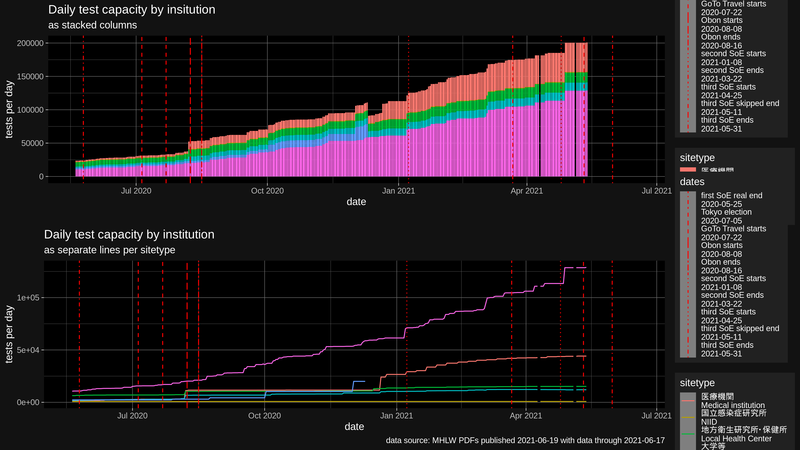 Daily test capacity by insitution
as stacked columns
tests per day
200000
150000
100000
50000
0
Jul 2020
Oct 2020
Jan 2021
Apr 2021
Jul 2021
date
GoTo Travel starts
2020-07-22
Obon starts
2020-08-08
Obon ends
2020-08-16
second SoE starts
2021-01-08
second SoE ends
2021-03-22
third SoE starts
2021-04-25
third SoE skipped end
2021-05-11
third SoE ends
2021-05-31
sitetype
医療機関
dates
first SoE real end
2020-05-25
Tokyo election
2020-07-05
GoTo Travel starts
2020-07-22
Obon starts
2020-08-08
Obon ends
2020-08-16
second SoE starts
2021-01-08
second SoE ends
2021-03-22
third SoE starts
2021-04-25
third SoE skipped end
2021-05-11
third SoE ends
2021-05-31
Daily test capacity by institution
as separate lines per sitetype
tests per day
1e+05
5e+04
0e+00
Jul 2020
Oct 2020
Jan 2021
Apr 2021
Jul 2021
date
data source: MHLW PDFs published 2021-06-19 with data through 2021-06-17
sitetype
医療機関
Medical institution
国立感染症研究所
NIID
地方衛生研究所・保健所
Local Health Center
大学等